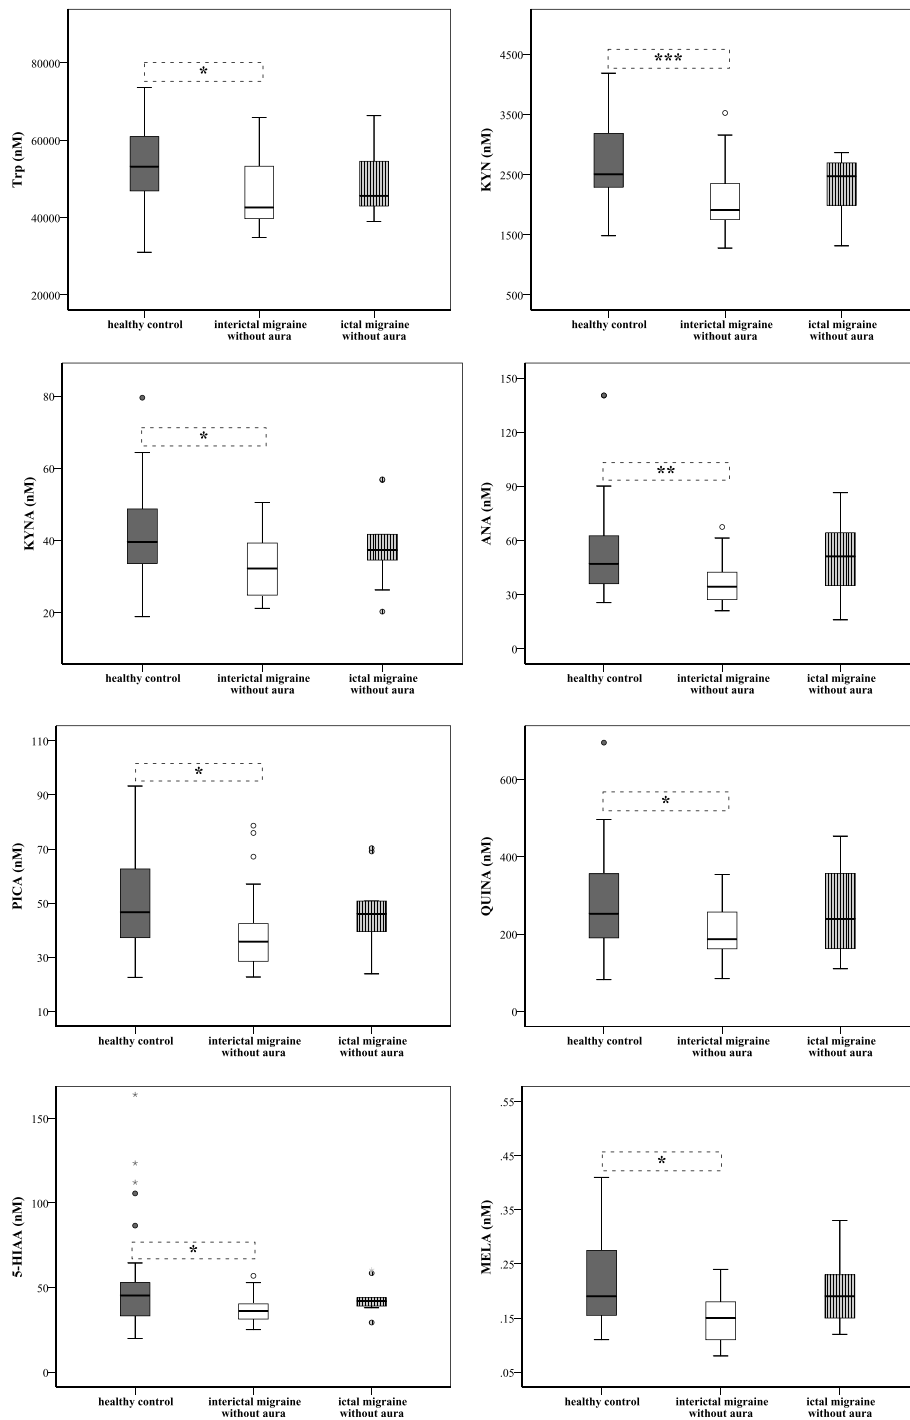 Trp (nM)
80000
60000
40000
20000
*
healthy control
interictal migraine
without aura
ictal migraine
without aura
KYN (nM)
4500
3500
2500
1500
500
***
healthy control
interictal migraine
without aura
ictal migraine
without aura
KYNA (nM)
80
60
40
20
*
healthy control
interictal migraine
without aura
ictal migraine
without aura
ANA (nM)
150
120
90
60
30
0
**
healthy control
interictal migraine
without aura
ictal migraine
without aura
PICA (nM)
110
90
70
50
30
10
*
healthy control
interictal migraine
without aura
ictal migraine
without aura
QUINA (nM)
600
400
200
0
*
healthy control
interictal migraine
withou aura
ictal migraine
without aura
5-HIAA (nM)
150
100
50
0
*
healthy control
interictal migraine
without aura
ictal migraine
without aura
MELA (nM)
.55
.45
.35
.25
.15
.05
*
healthy control
interictal migraine
without aura
ictal migraine
without aura